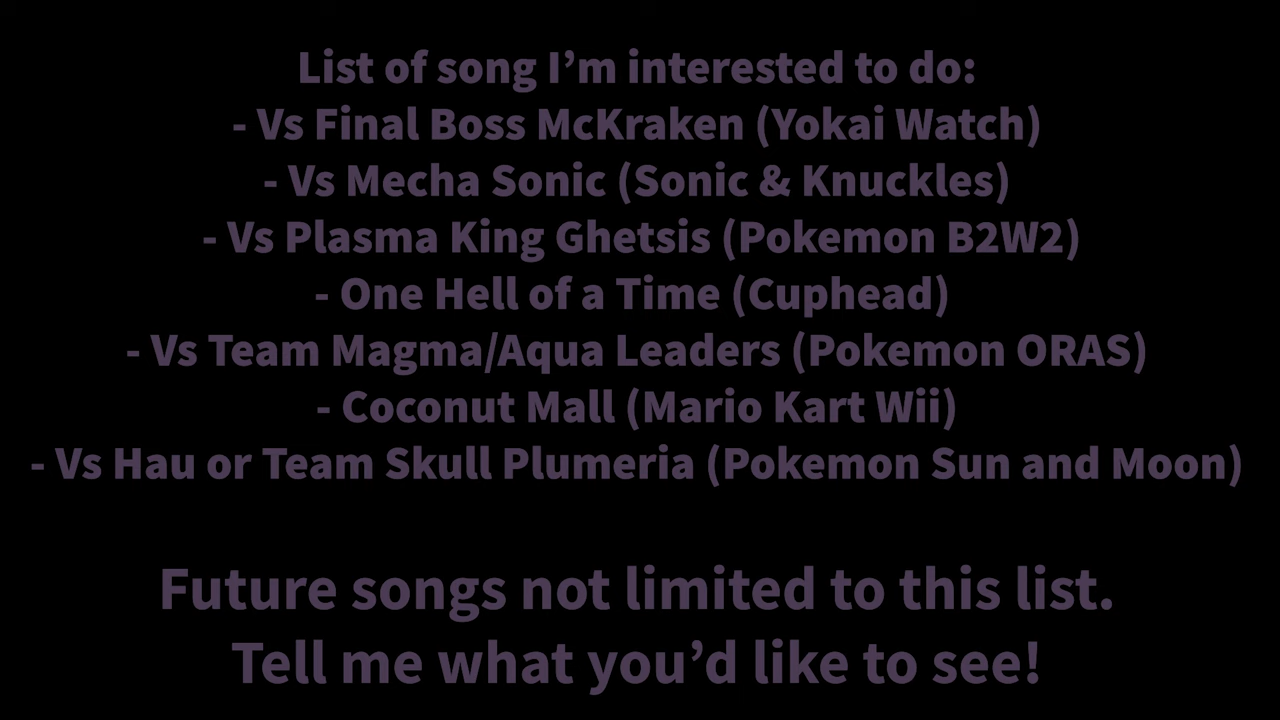 List of song I’m interested to do:
- Vs Final Boss McKraken (Yokai Watch)
- Vs Mecha Sonic (Sonic & Knuckles)
- Vs Plasma King Ghetsis (Pokemon B2W2)
- One Hell of a Time (Cuphead)
- Vs Team Magma/Aqua Leaders (Pokemon ORAS)
- Coconut Mall (Mario Kart Wii)
- Vs Hau or Team Skull Plumeria (Pokemon Sun and Moon)
Future songs not limited to this list.
Tell me what you’d like to see!